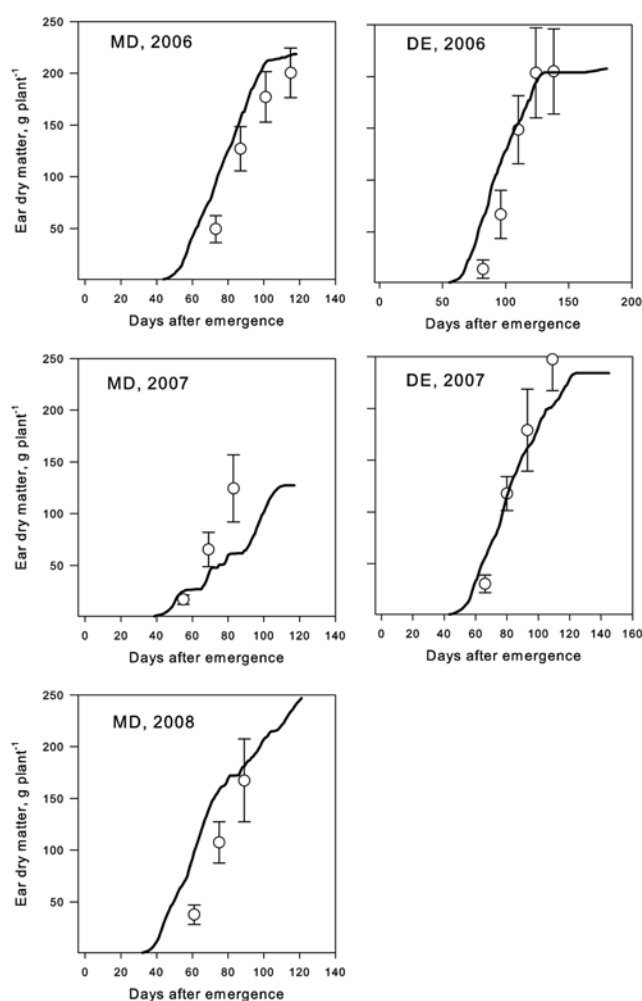 MD, 2006
250
200
150
100
50
Ear dry matter, g plant⁻¹
0 20 40 60 80 100 120 140
Days after emergence
DE, 2006
0 50 100 150 200
Days after emergence
MD, 2007
250
200
150
100
50
Ear dry matter, g plant⁻¹
0 20 40 60 80 100 120 140
Days after emergence
DE, 2007
0 20 40 60 80 100 120 140 160
Days after emergence
MD, 2008
250
200
150
100
50
Ear dry matter, g plant⁻¹
0 20 40 60 80 100 120 140
Days after emergence